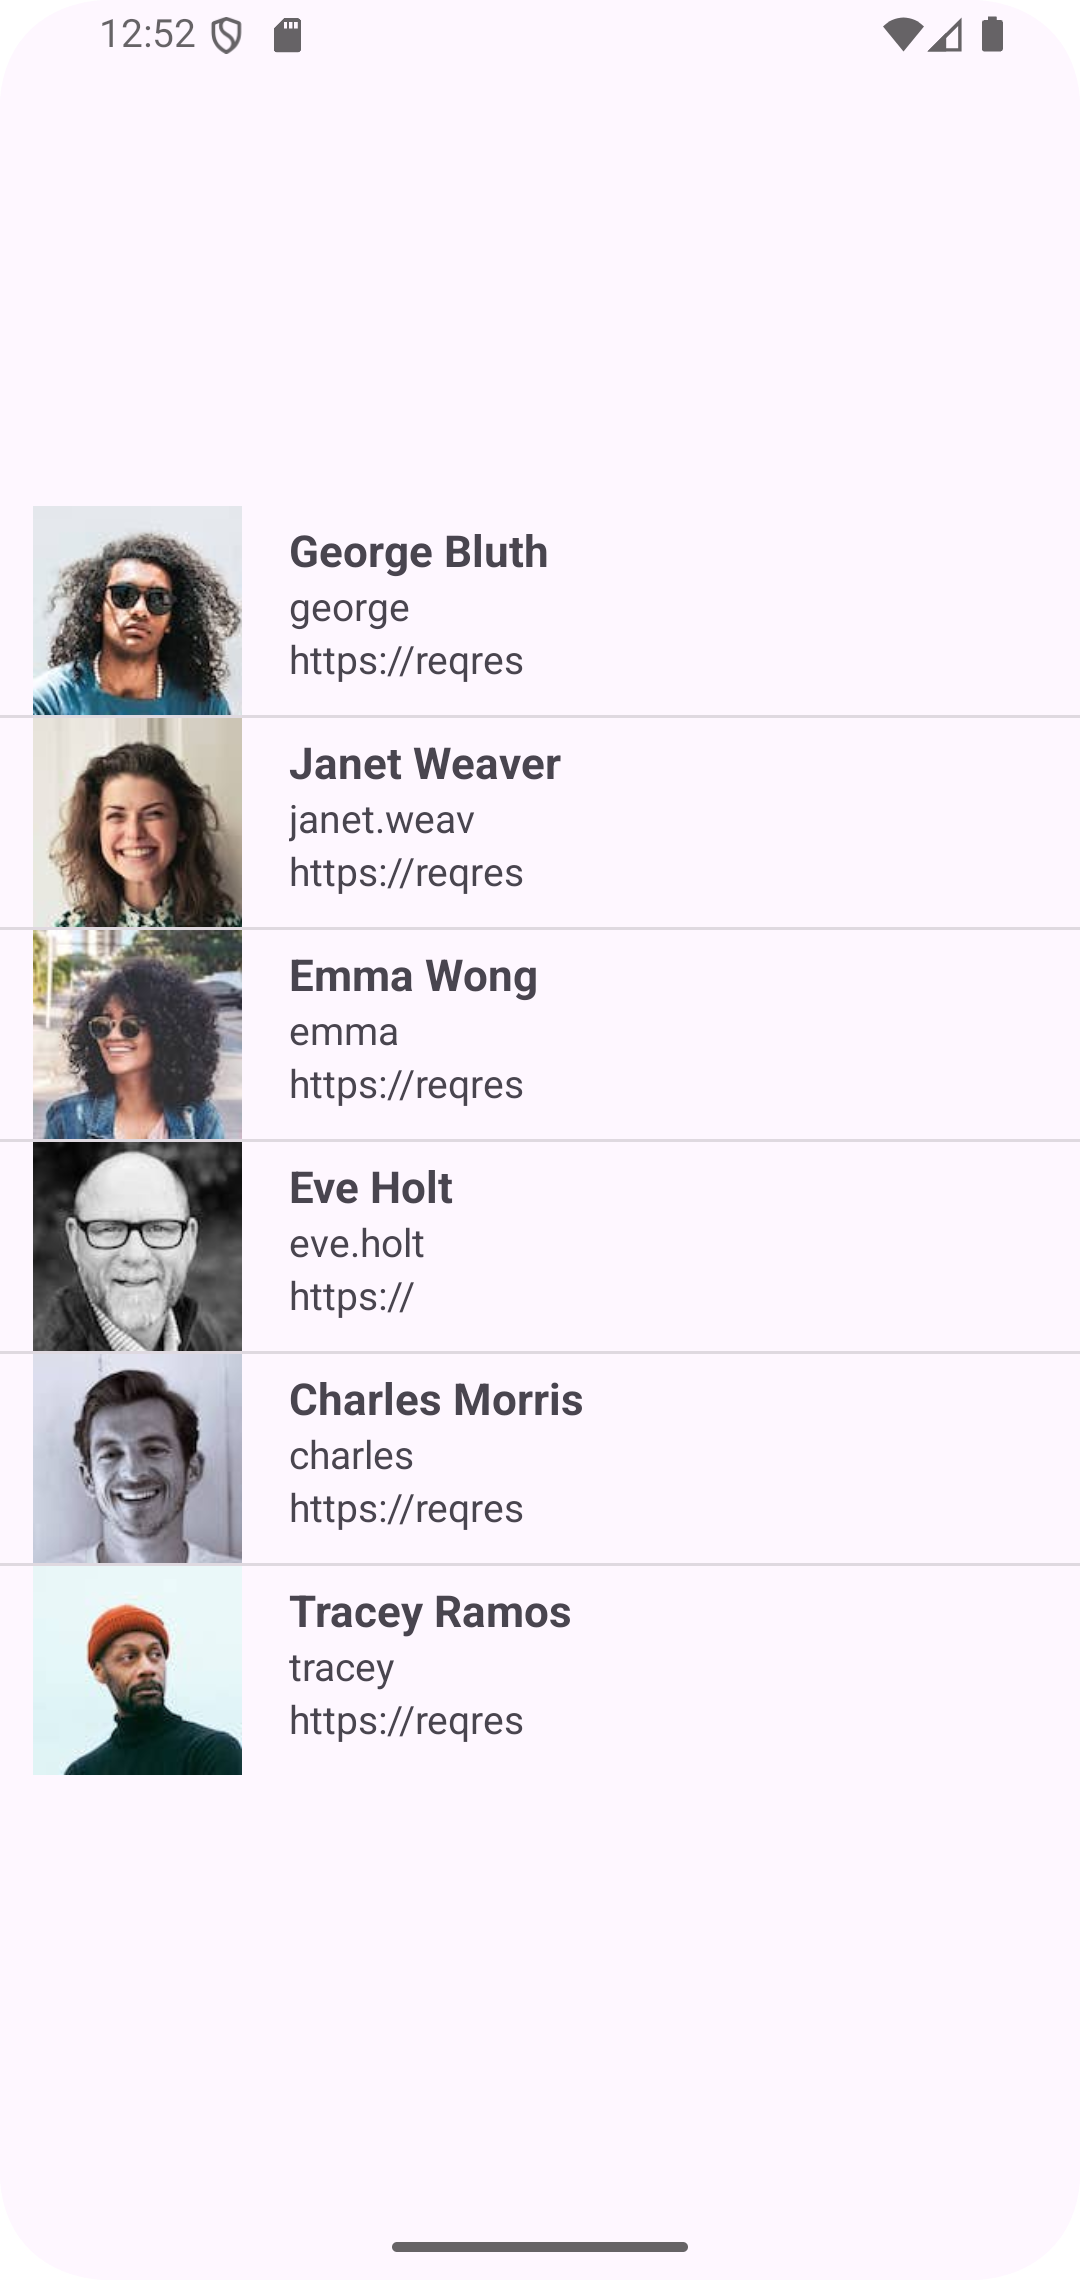 12:52
George Bluth
george
https://reqres
Janet Weaver
janet.weav
https://reqres
Emma Wong
emma
https://reqres
Eve Holt
eve.holt
https://
Charles Morris
charles
https://reqres
Tracey Ramos
tracey
https://reqres